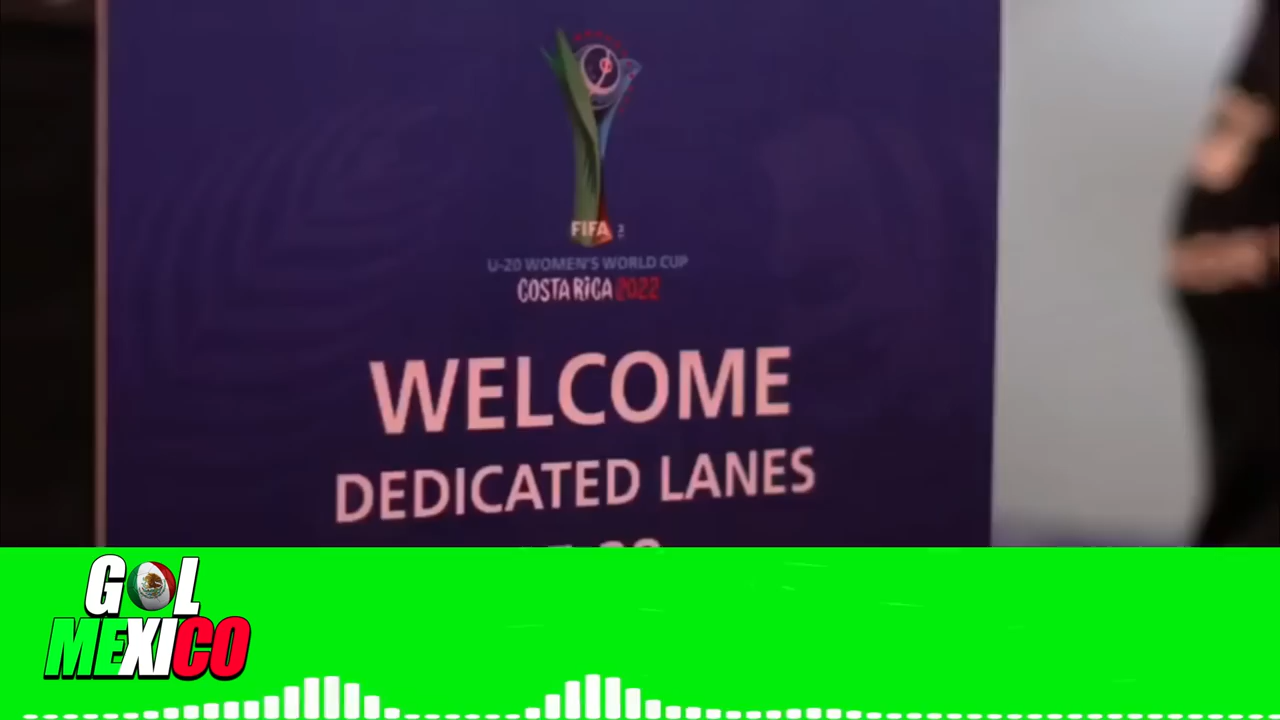 FIFA
U-20 WOMEN'S WORLD CUP
COSTA RICA 2022
WELCOME
DEDICATED LANES
GOL
MEXICO